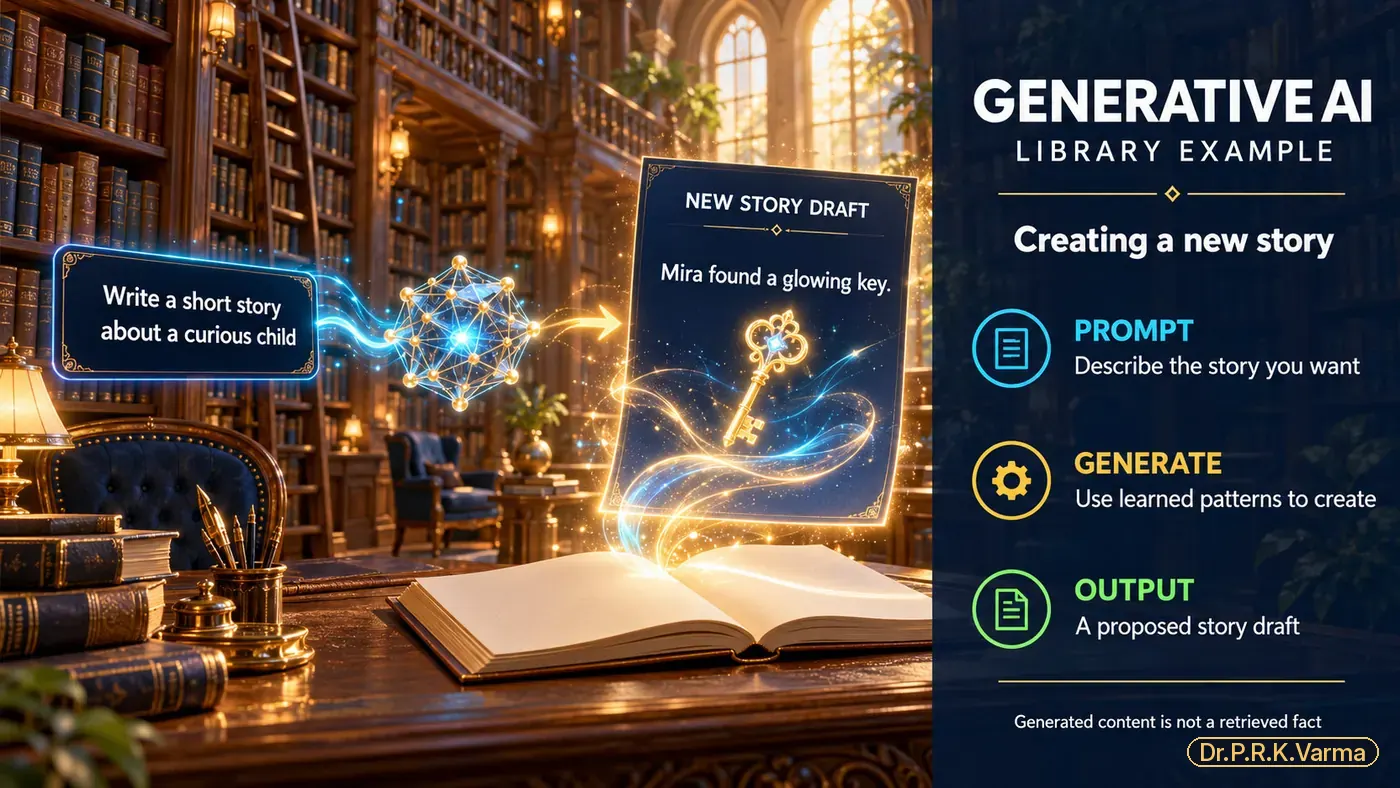 Write a short story
about a curious child
NEW STORY DRAFT
Mira found a glowing key.
GENERATIVE AI
LIBRARY EXAMPLE
Creating a new story
PROMPT
Describe the story you want
GENERATE
Use learned patterns to create
OUTPUT
A proposed story draft
Generated content is not a retrieved fact
Dr.P.R.K.Varma